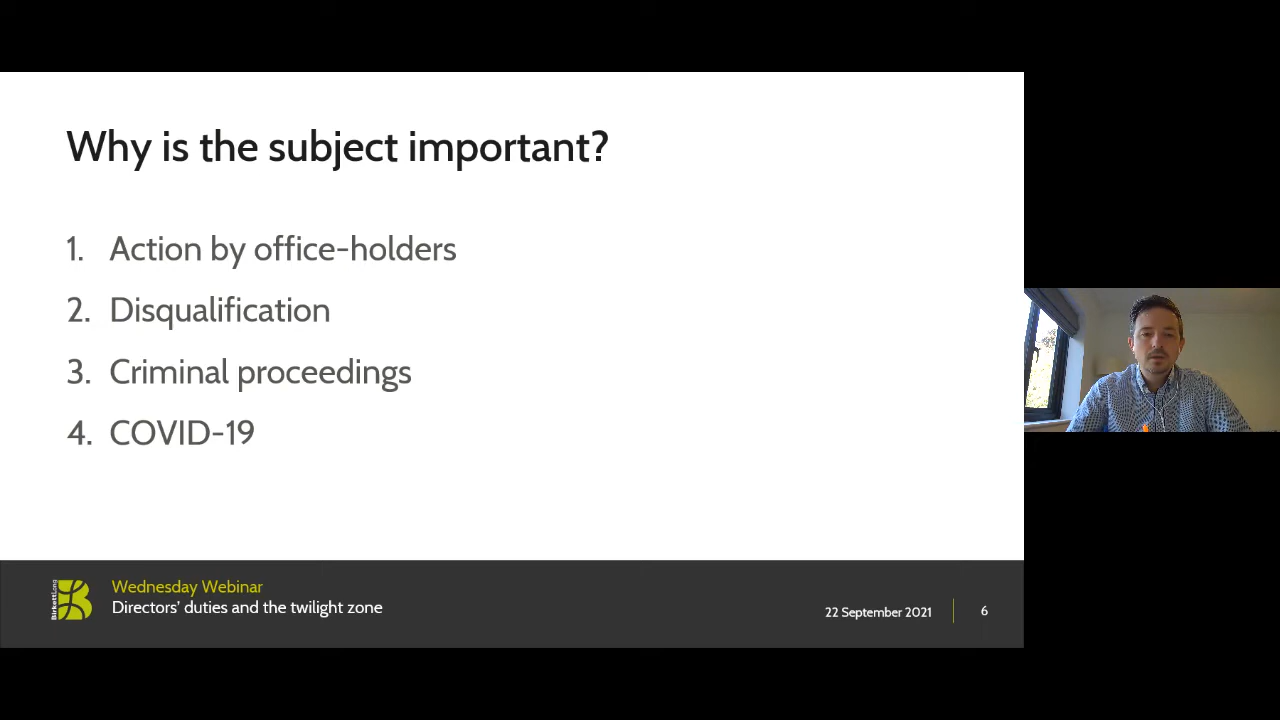 Why is the subject important?
1. Action by office-holders
2. Disqualification
3. Criminal proceedings
4. COVID-19
BirkettLong
Wednesday Webinar
Directors' duties and the twilight zone
22 September 2021
6